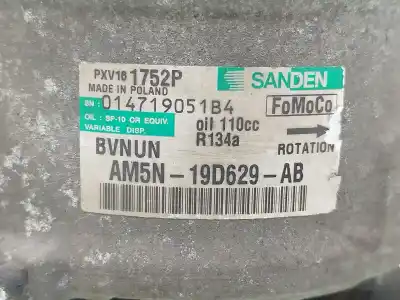 PXV16 1752P SANDEN
MADE IN POLAND
SN: 01471905184 FoMoCo
OIL : SP-10 OR EQUIV. oil 110cc
VARIABLE DISP. R134a
ROTATION
BVNUN
AM5N-19D629-AB